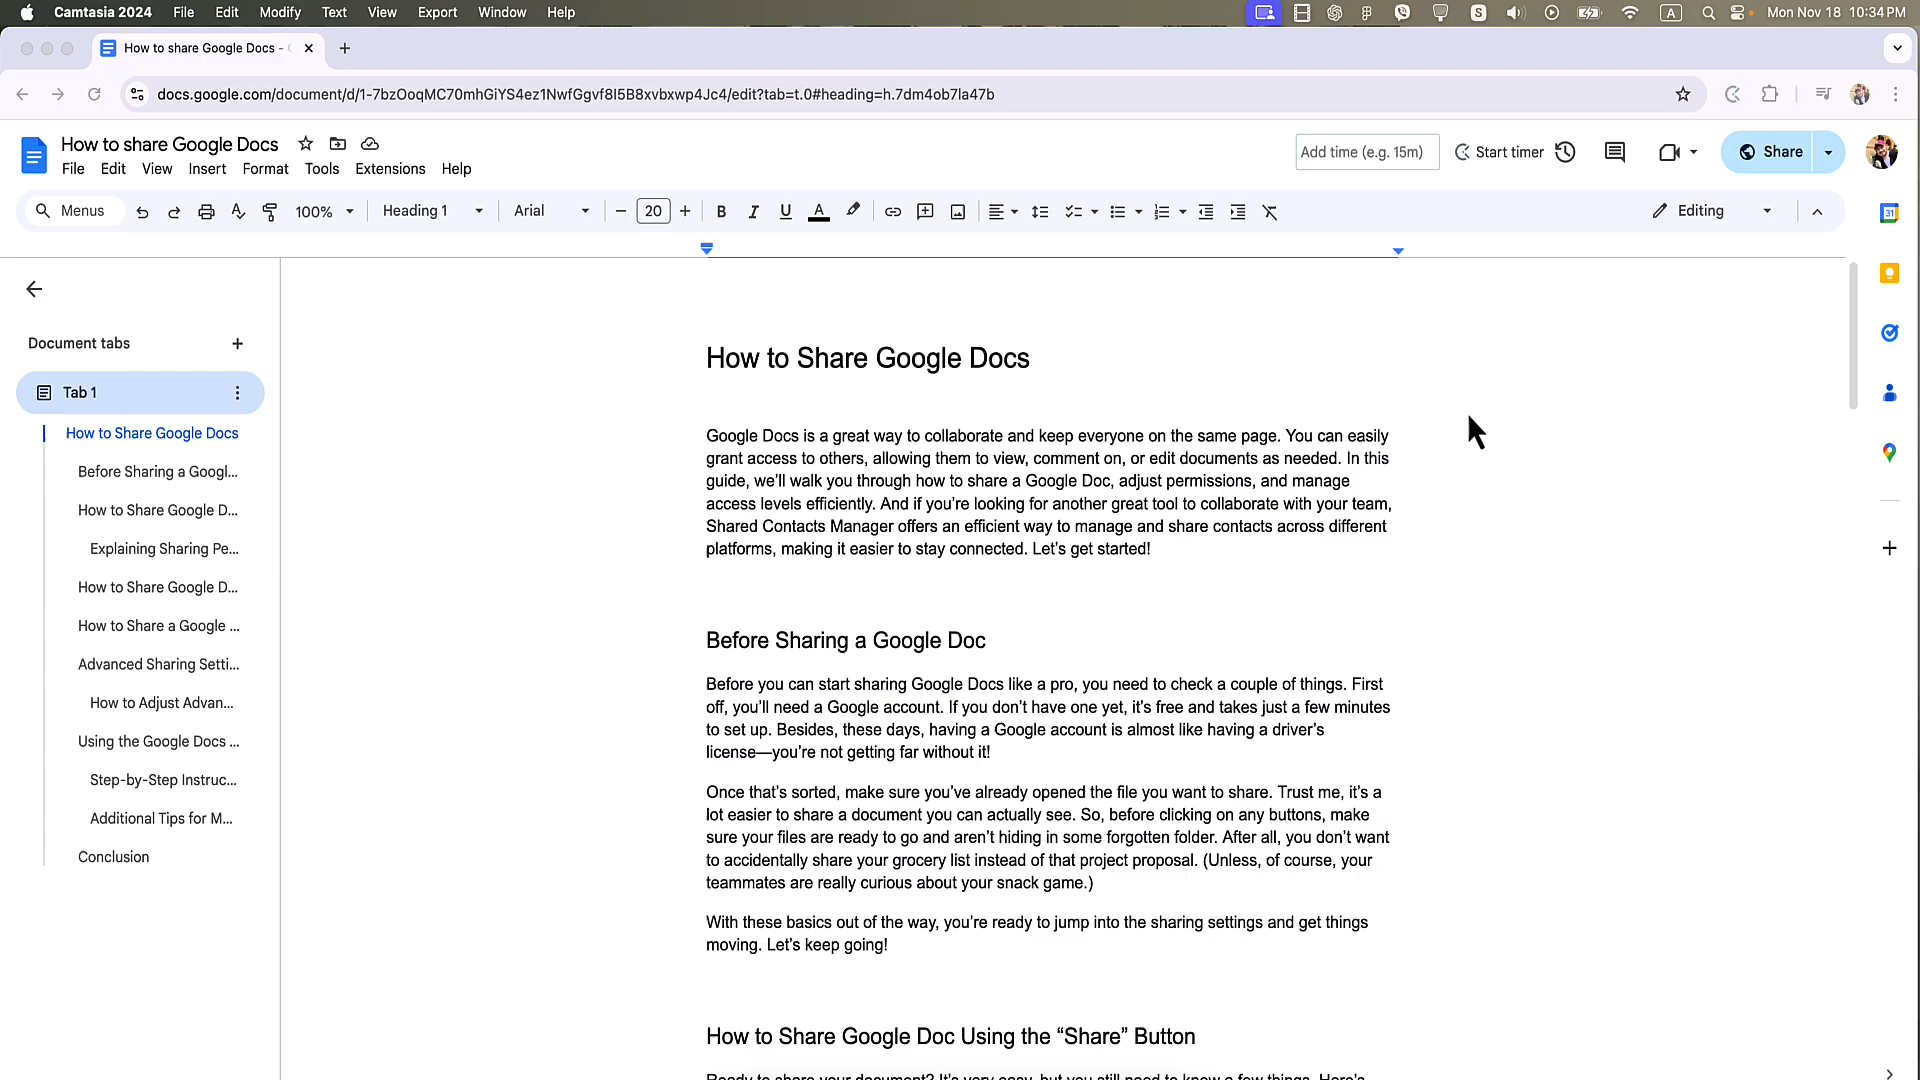 Camtasia 2024 File Edit Modify Text View Export Window Help A Mon Nov 18 10:34 PM
How to share Google Docs -
docs.google.com/document/d/1-7bzOoqMC70mhGiYS4ez1NwfGgvf8I5B8xvbxwp4Jc4/edit?tab=t.0#heading=h.7dm4ob7la47b
How to share Google Docs
File Edit View Insert Format Tools Extensions Help
Add time (e.g. 15m) Start timer Share
Menus 100% Heading 1 Arial 20 B I U A Editing
31
Document tabs
Tab 1
How to Share Google Docs
Before Sharing a Googl...
How to Share Google D...
Explaining Sharing Pe...
How to Share Google D...
How to Share a Google ...
Advanced Sharing Setti...
How to Adjust Advan...
Using the Google Docs ...
Step-by-Step Instruc...
Additional Tips for M...
Conclusion
How to Share Google Docs
Google Docs is a great way to collaborate and keep everyone on the same page. You can easily
grant access to others, allowing them to view, comment on, or edit documents as needed. In this
guide, we’ll walk you through how to share a Google Doc, adjust permissions, and manage
access levels efficiently. And if you’re looking for another great tool to collaborate with your team,
Shared Contacts Manager offers an efficient way to manage and share contacts across different
platforms, making it easier to stay connected. Let’s get started!
Before Sharing a Google Doc
Before you can start sharing Google Docs like a pro, you need to check a couple of things. First
off, you’ll need a Google account. If you don’t have one yet, it’s free and takes just a few minutes
to set up. Besides, these days, having a Google account is almost like having a driver’s
license—you’re not getting far without it!
Once that’s sorted, make sure you’ve already opened the file you want to share. Trust me, it’s a
lot easier to share a document you can actually see. So, before clicking on any buttons, make
sure your files are ready to go and aren’t hiding in some forgotten folder. After all, you don’t want
to accidentally share your grocery list instead of that project proposal. (Unless, of course, your
teammates are really curious about your snack game.)
With these basics out of the way, you’re ready to jump into the sharing settings and get things
moving. Let’s keep going!
How to Share Google Doc Using the “Share” Button
Ready to share your document? It’s very easy, but you still need to know a few things. Here’s